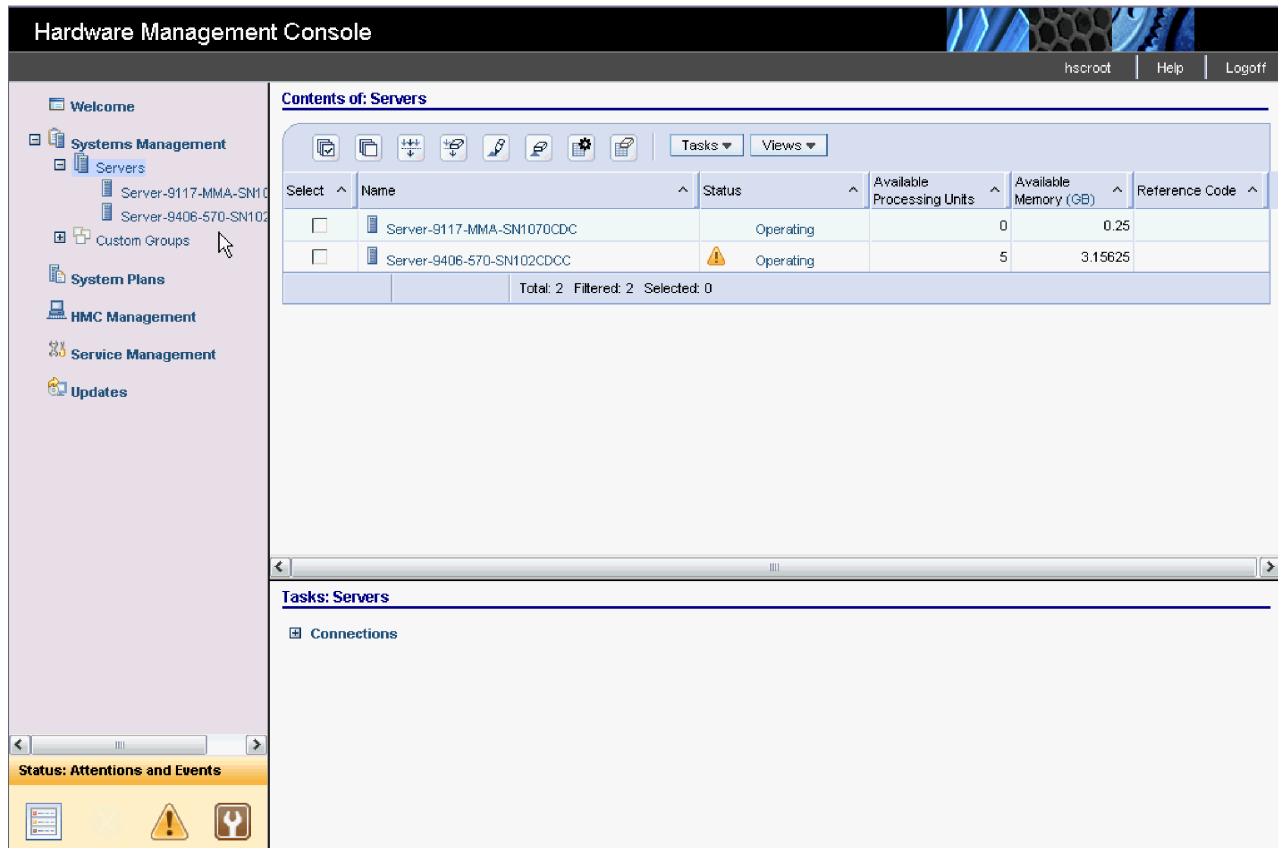 Hardware Management Console
hscroot Help Logoff
Welcome
Systems Management
Servers
Server-9117-MMA-SN10
Server-9406-570-SN102
Custom Groups
System Plans
HMC Management
Service Management
Updates
Status: Attentions and Events
Contents of: Servers
Tasks Views
Select Name Status Available Processing Units Available Memory (GB) Reference Code
Server-9117-MMA-SN1070CDC Operating 0 0.25
Server-9406-570-SN102CDCC Operating 5 3.15625
Total: 2 Filtered: 2 Selected: 0
Tasks: Servers
Connections